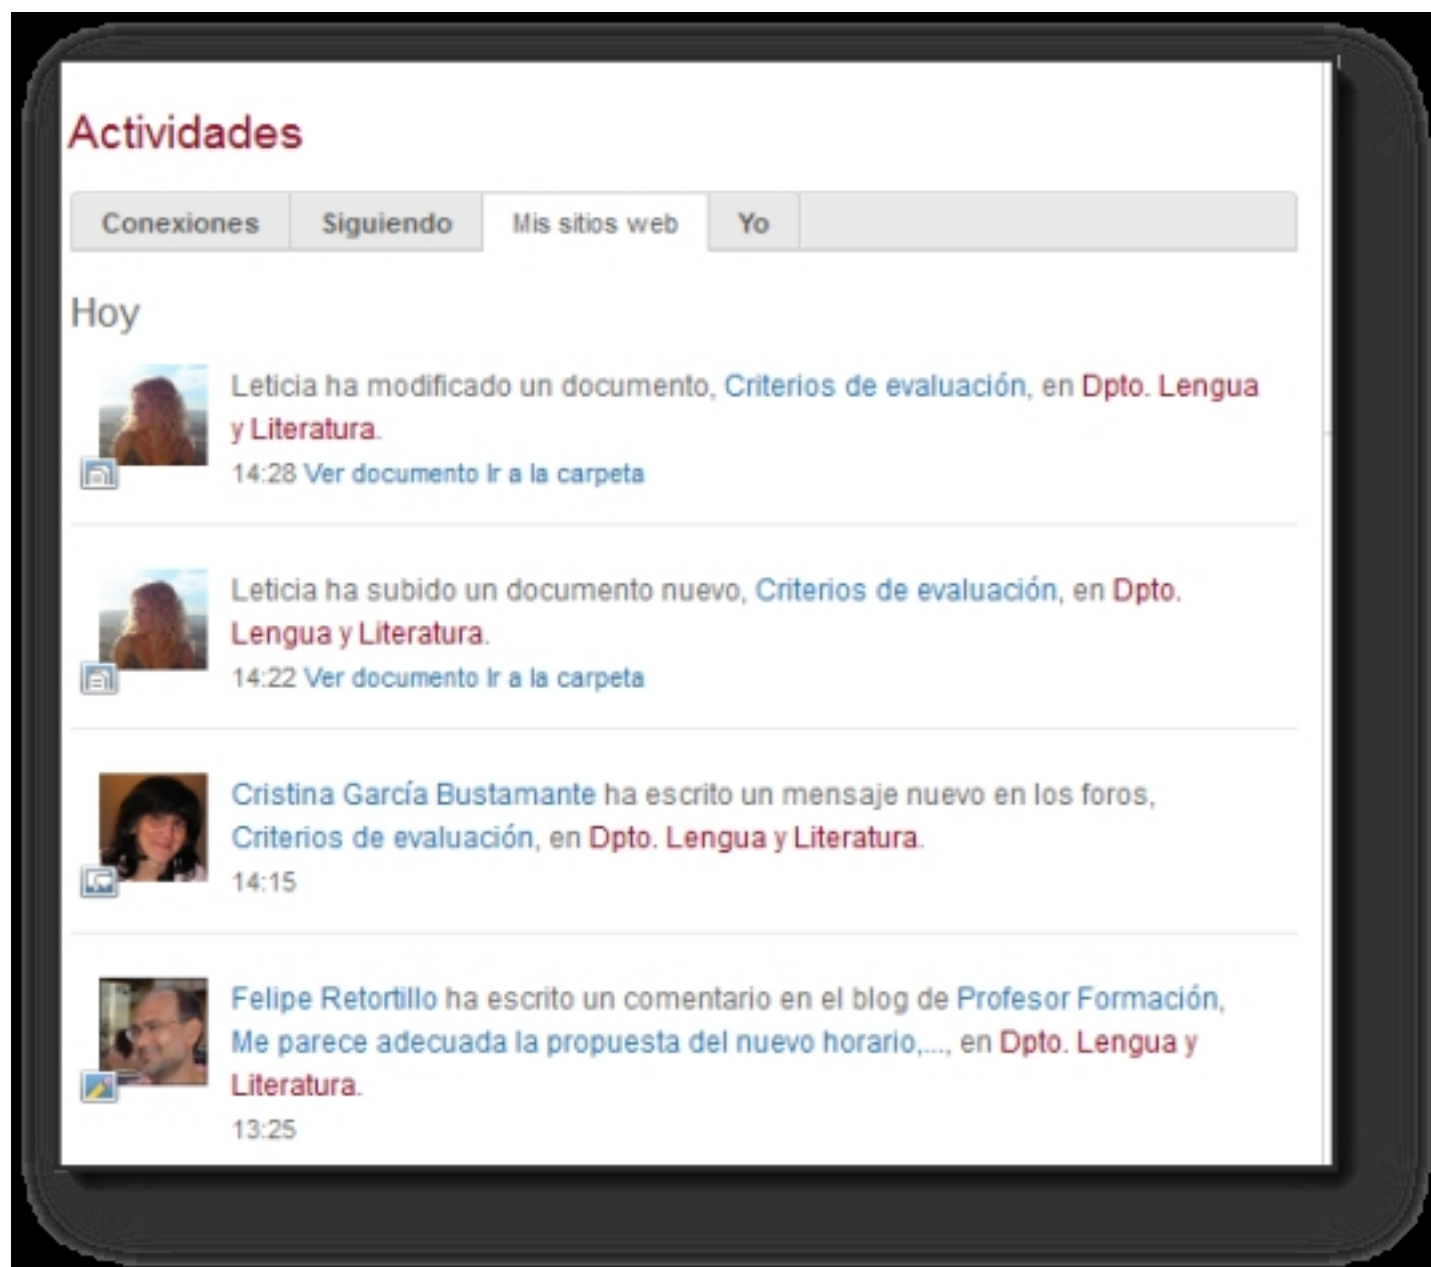 Actividades
Conexiones Siguiendo Mis sitios web Yo
Hoy
Leticia ha modificado un documento, Criterios de evaluación, en Dpto. Lengua
y Literatura.
14:28 Ver documento Ir a la carpeta
Leticia ha subido un documento nuevo, Criterios de evaluación, en Dpto.
Lengua y Literatura.
14:22 Ver documento Ir a la carpeta
Cristina García Bustamante ha escrito un mensaje nuevo en los foros,
Criterios de evaluación, en Dpto. Lengua y Literatura.
14:15
Felipe Retortillo ha escrito un comentario en el blog de Profesor Formación,
Me parece adecuada la propuesta del nuevo horario,..., en Dpto. Lengua y
Literatura.
13:25